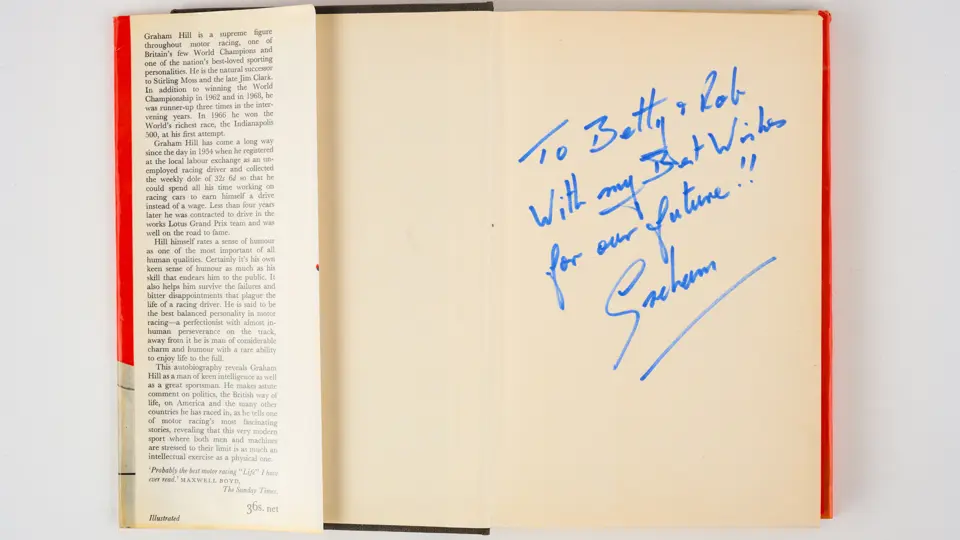 Graham Hill is a supreme figure
throughout motor racing, one of
Britain's few World Champions and
one of the nation's best-loved sporting
personalities. He is the natural successor
to Stirling Moss and the late Jim Clark.
In addition to winning the World
Championship in 1962 and in 1968, he
was runner-up three times in the inter-
vening years. In 1966 he won the
World's richest race, the Indianapolis
500, at his first attempt.
Graham Hill has come a long way
since the day in 1954 when he registered
at the local labour exchange as an un-
employed racing driver and collected
the weekly dole of 32s 6d so that he
could spend all his time working on
racing cars to earn himself a drive
instead of a wage. Less than four years
later he was contracted to drive in the
works Lotus Grand Prix team and was
well on the road to fame.
Hill himself rates a sense of humour
as one of the most important of all
human qualities. Certainly it's his own
keen sense of humour as much as his
skill that endears him to the public. It
also helps him survive the failures and
bitter disappointments that plague the
life of a racing driver. He is said to be
the best balanced personality in motor
racing—a perfectionist with almost in-
human perseverance on the track,
away from it he is man of considerable
charm and humour with a rare ability
to enjoy life to the full.
This autobiography reveals Graham
Hill as a man of keen intelligence as well
as a great sportsman. He makes astute
comment on politics, the British way of
life, on America and the many other
countries he has raced in, as he tells one
of motor racing's most fascinating
stories, revealing that this very modern
sport where both men and machines
are stressed to their limit is as much an
intellectual exercise as a physical one.
'Probably the best motor racing "Life" I have
ever read.' MAXWELL BOYD,
The Sunday Times.
36s. net
Illustrated
To Betty & Rob
With my Best Wishes
for our future!!
Graham